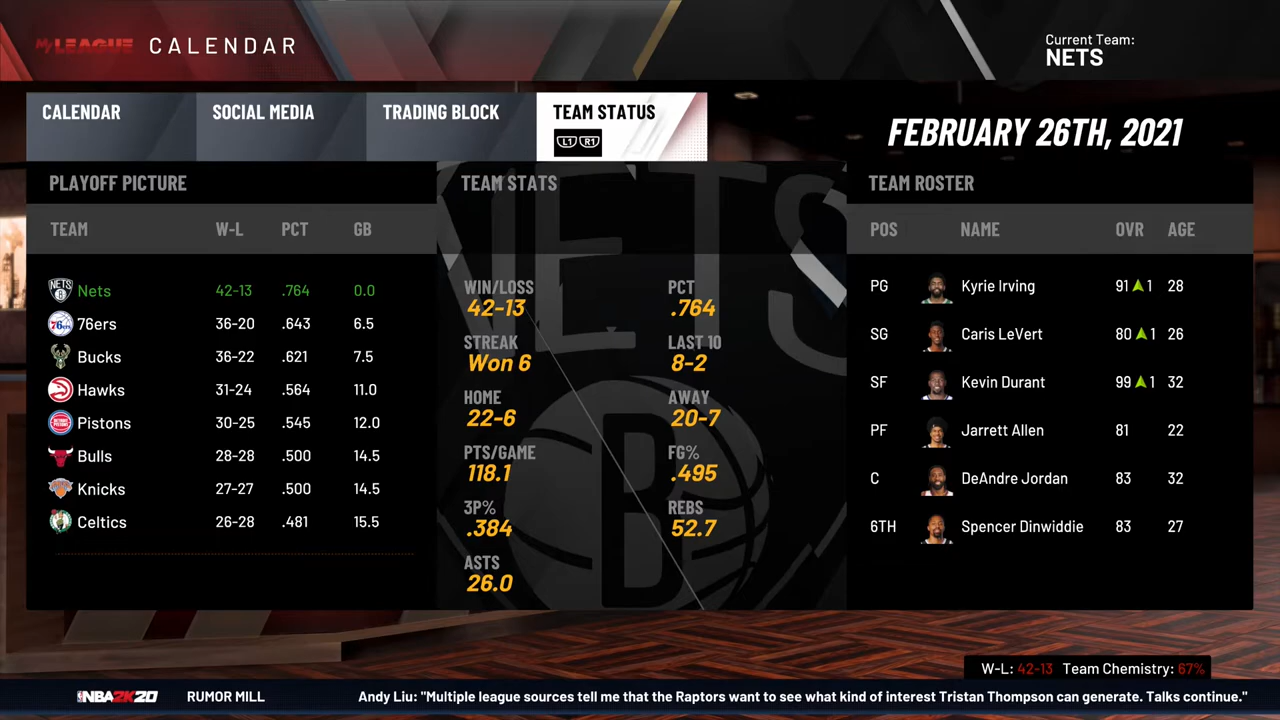 MyLEAGUE CALENDAR
Current Team:
NETS
CALENDAR
SOCIAL MEDIA
TRADING BLOCK
TEAM STATUS
L1 R1
FEBRUARY 26TH, 2021
PLAYOFF PICTURE
TEAM W-L PCT GB
Nets 42-13 .764 0.0
76ers 36-20 .643 6.5
Bucks 36-22 .621 7.5
Hawks 31-24 .564 11.0
Pistons 30-25 .545 12.0
Bulls 28-28 .500 14.5
Knicks 27-27 .500 14.5
Celtics 26-28 .481 15.5
TEAM STATS
WIN/LOSS PCT
42-13 .764
STREAK LAST 10
Won 6 8-2
HOME AWAY
22-6 20-7
PTS/GAME FG%
118.1 .495
3P% REBS
.384 52.7
ASTS
26.0
NETS
B
TEAM ROSTER
POS NAME OVR AGE
PG Kyrie Irving 91 1 28
SG Caris LeVert 80 1 26
SF Kevin Durant 99 1 32
PF Jarrett Allen 81 22
C DeAndre Jordan 83 32
6TH Spencer Dinwiddie 83 27
W-L: 42-13 Team Chemistry: 67%
NBA2K20 RUMOR MILL Andy Liu: "Multiple league sources tell me that the Raptors want to see what kind of interest Tristan Thompson can generate. Talks continue."